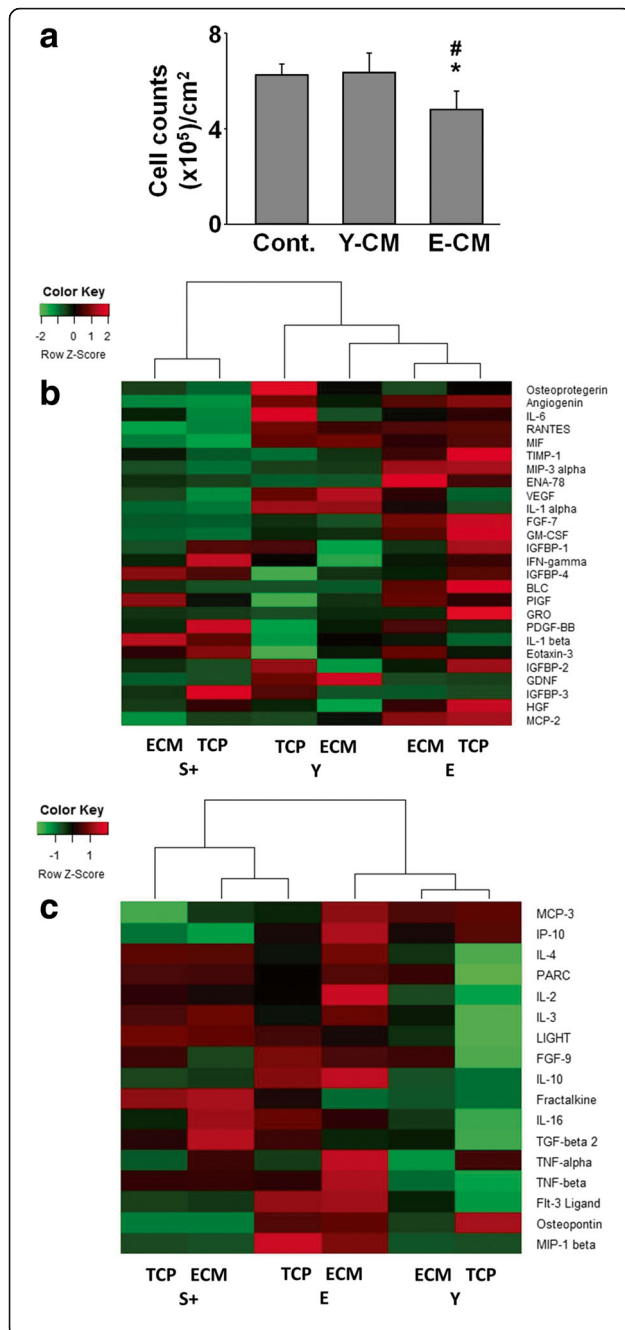 a
8
4
0
Cell counts
(x10⁵)/cm²
#
*
Cont. Y-CM E-CM
Color Key
-2 0 1 2
Row Z-Score
b
Osteoprotegerin
Angiogenin
IL-6
RANTES
MIF
TIMP-1
MIP-3 alpha
ENA-78
VEGF
IL-1 alpha
FGF-7
GM-CSF
IGFBP-1
IFN-gamma
IGFBP-4
BLC
PlGF
GRO
PDGF-BB
IL-1 beta
Eotaxin-3
IGFBP-2
GDNF
IGFBP-3
HGF
MCP-2
ECM TCP TCP ECM ECM TCP
S+ Y E
Color Key
-1 1
Row Z-Score
c
MCP-3
IP-10
IL-4
PARC
IL-2
IL-3
LIGHT
FGF-9
IL-10
Fractalkine
IL-16
TGF-beta 2
TNF-alpha
TNF-beta
Flt-3 Ligand
Osteopontin
MIP-1 beta
TCP ECM TCP ECM ECM TCP
S+ E Y